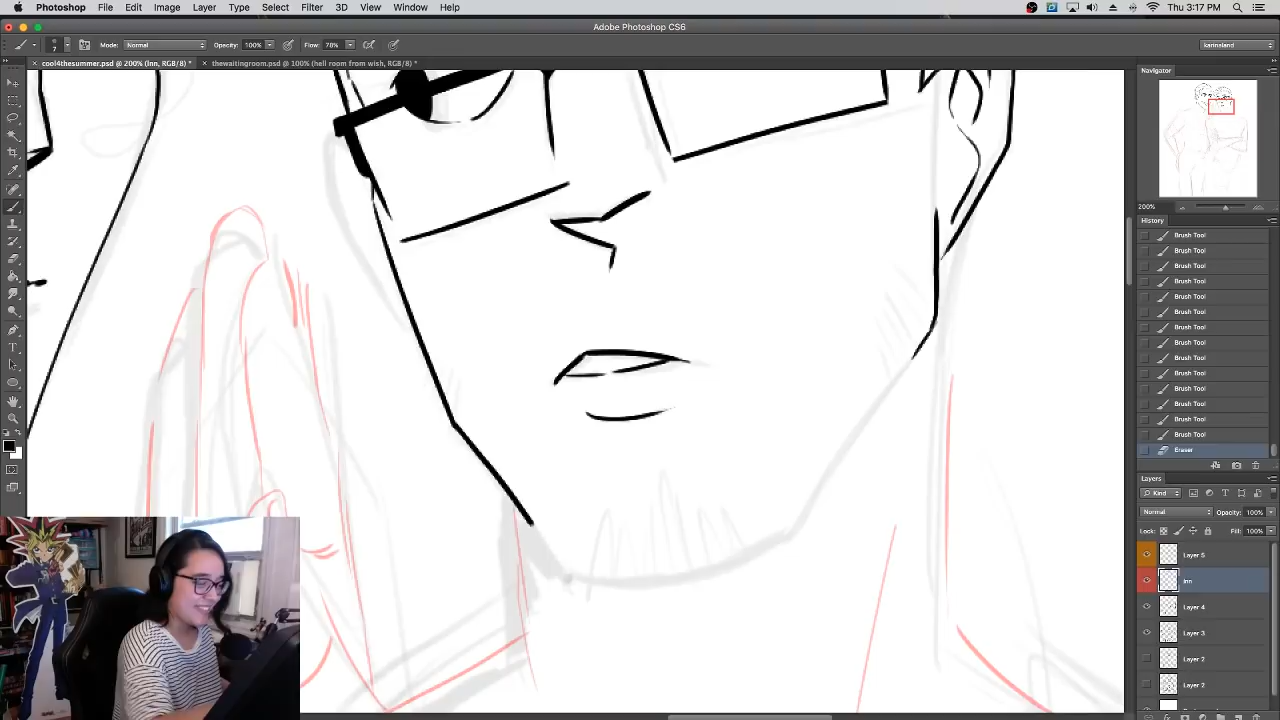 Photoshop File Edit Image Layer Type Select Filter 3D View Window Help Thu 3:17 PM
Adobe Photoshop CS6
7 Mode: Normal Opacity: 100% Flow: 78% karinsland
cool4thesummer.psd @ 200% (Inn, RGB/8) * thewaitingroom.psd @ 100% (hell room from wish, RGB/8) *
Navigator
200%
History
Brush Tool
Brush Tool
Brush Tool
Brush Tool
Brush Tool
Brush Tool
Brush Tool
Brush Tool
Brush Tool
Brush Tool
Brush Tool
Brush Tool
Brush Tool
Brush Tool
Eraser
Layers
Kind
Normal Opacity: 100%
Lock: Fill: 100%
Layer 5
Inn
Layer 4
Layer 3
Layer 2
Layer 2